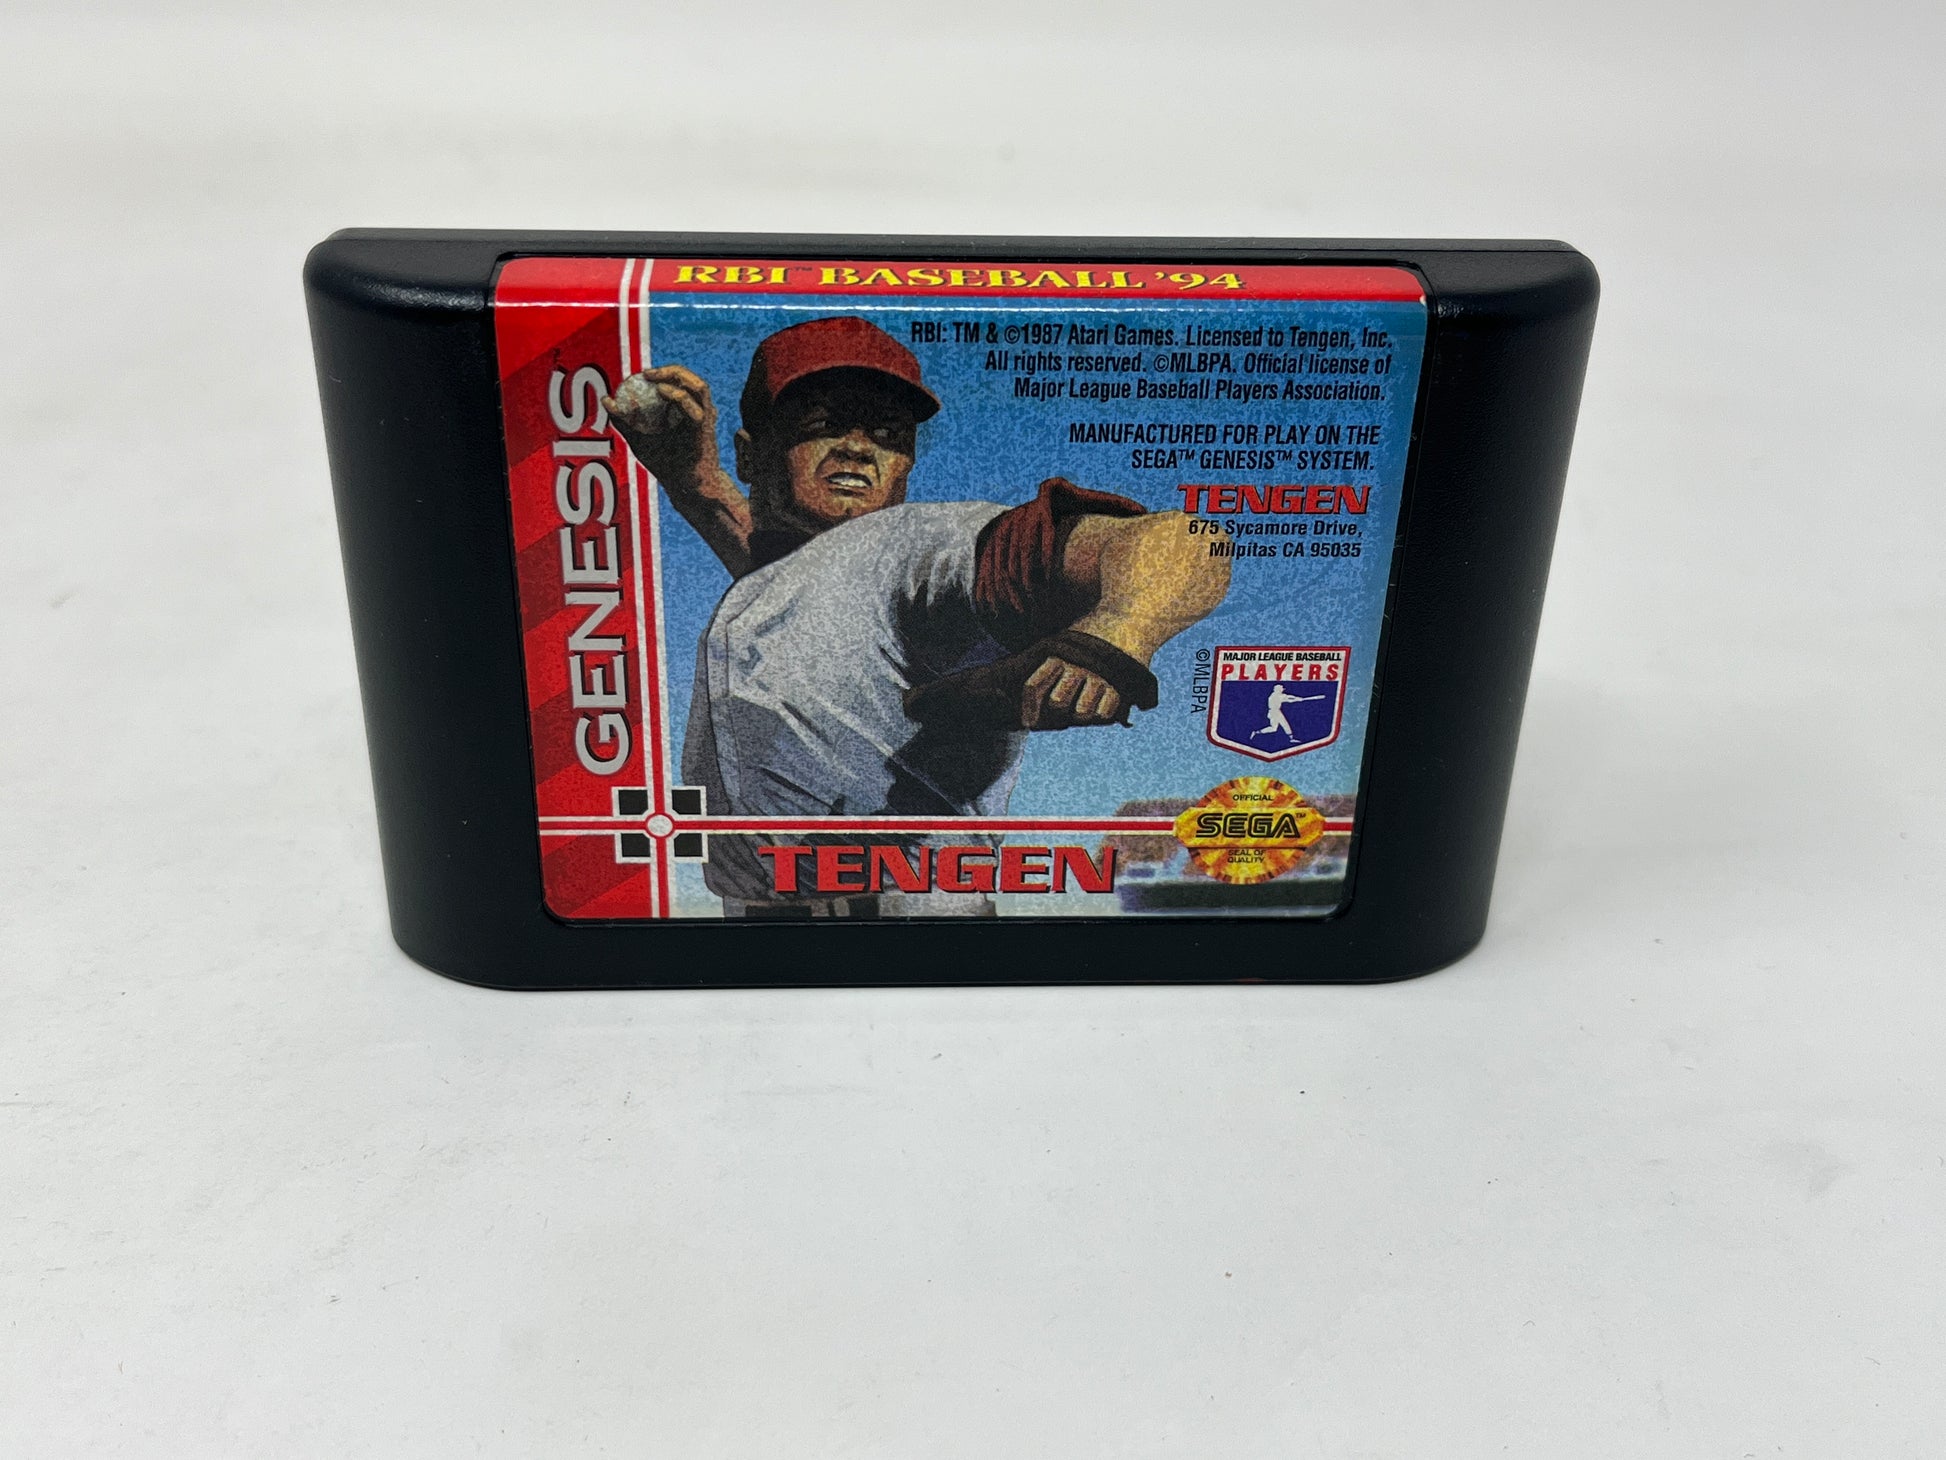 RBI™ BASEBALL '94
GENESIS™
RBI: TM & ©1987 Atari Games. Licensed to Tengen, Inc.
All rights reserved. ©MLBPA. Official license of
Major League Baseball Players Association.
MANUFACTURED FOR PLAY ON THE
SEGA™ GENESIS™ SYSTEM.
TENGEN
675 Sycamore Drive,
Milpitas CA 95035
©MLBPA
MAJOR LEAGUE BASEBALL
PLAYERS
OFFICIAL
SEGA™
SEAL OF
QUALITY
TENGEN